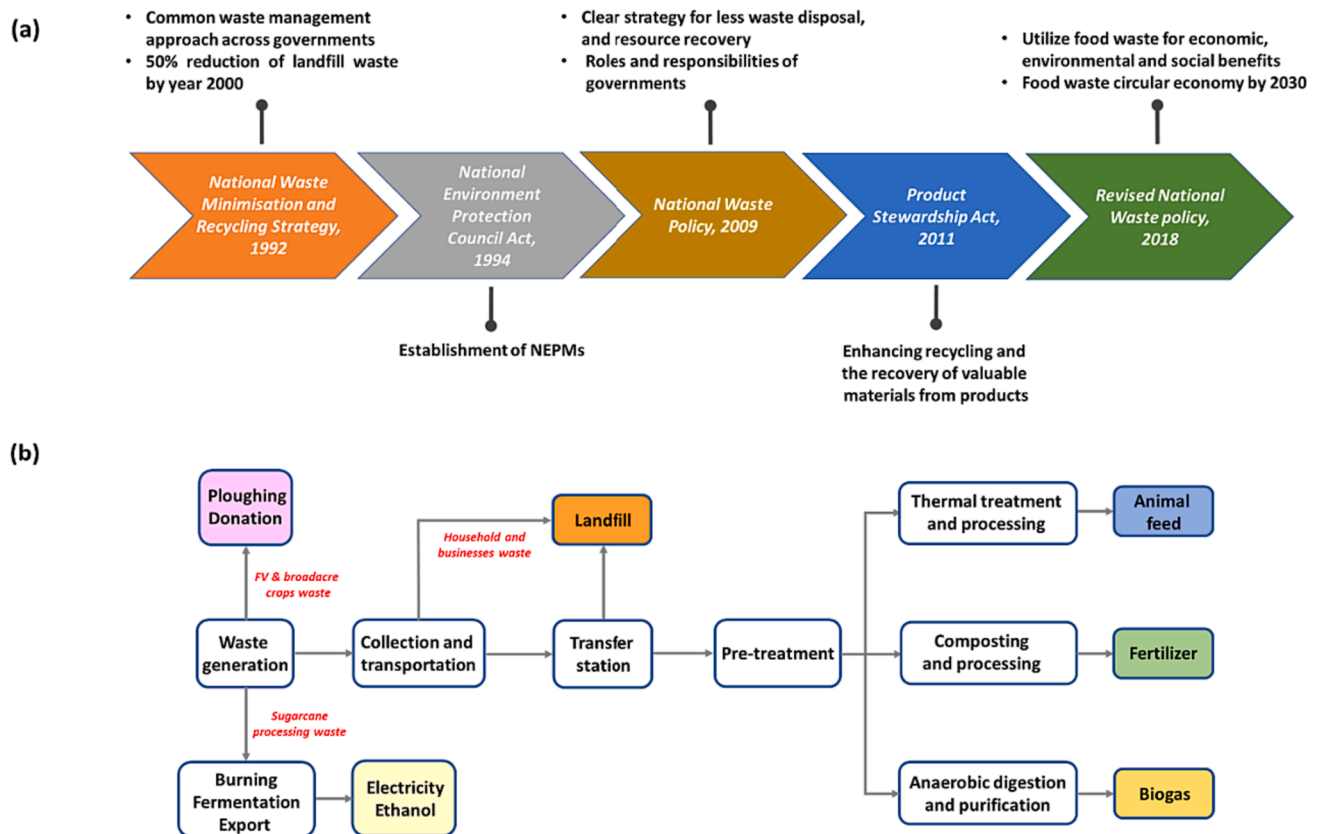 (a)
• Common waste management
approach across governments
• 50% reduction of landfill waste
by year 2000
• Clear strategy for less waste disposal,
and resource recovery
• Roles and responsibilities of
governments
• Utilize food waste for economic,
environmental and social benefits
• Food waste circular economy by 2030
National Waste
Minimisation and
Recycling Strategy,
1992
National
Environment
Protection
Council Act,
1994
National Waste
Policy, 2009
Product
Stewardship Act,
2011
Revised National
Waste policy,
2018
Establishment of NEPMs
Enhancing recycling and
the recovery of valuable
materials from products
(b)
Ploughing
Donation
Landfill
Thermal treatment
and processing
Animal
feed
Household and
businesses waste
FV & broadacre
crops waste
Waste
generation
Collection and
transportation
Transfer
station
Pre-treatment
Composting
and processing
Fertilizer
Sugarcane
processing waste
Burning
Fermentation
Export
Electricity
Ethanol
Anaerobic digestion
and purification
Biogas